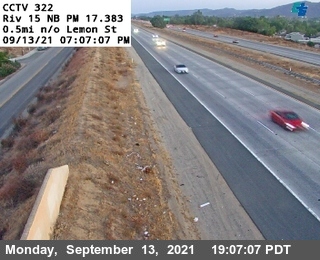 CCTV 322
Riv 15 NB PM 17.383
0.5mi n/o Lemon St
09/13/21 07:07:07 PM
Monday, September 13, 2021 19:07:07 PDT